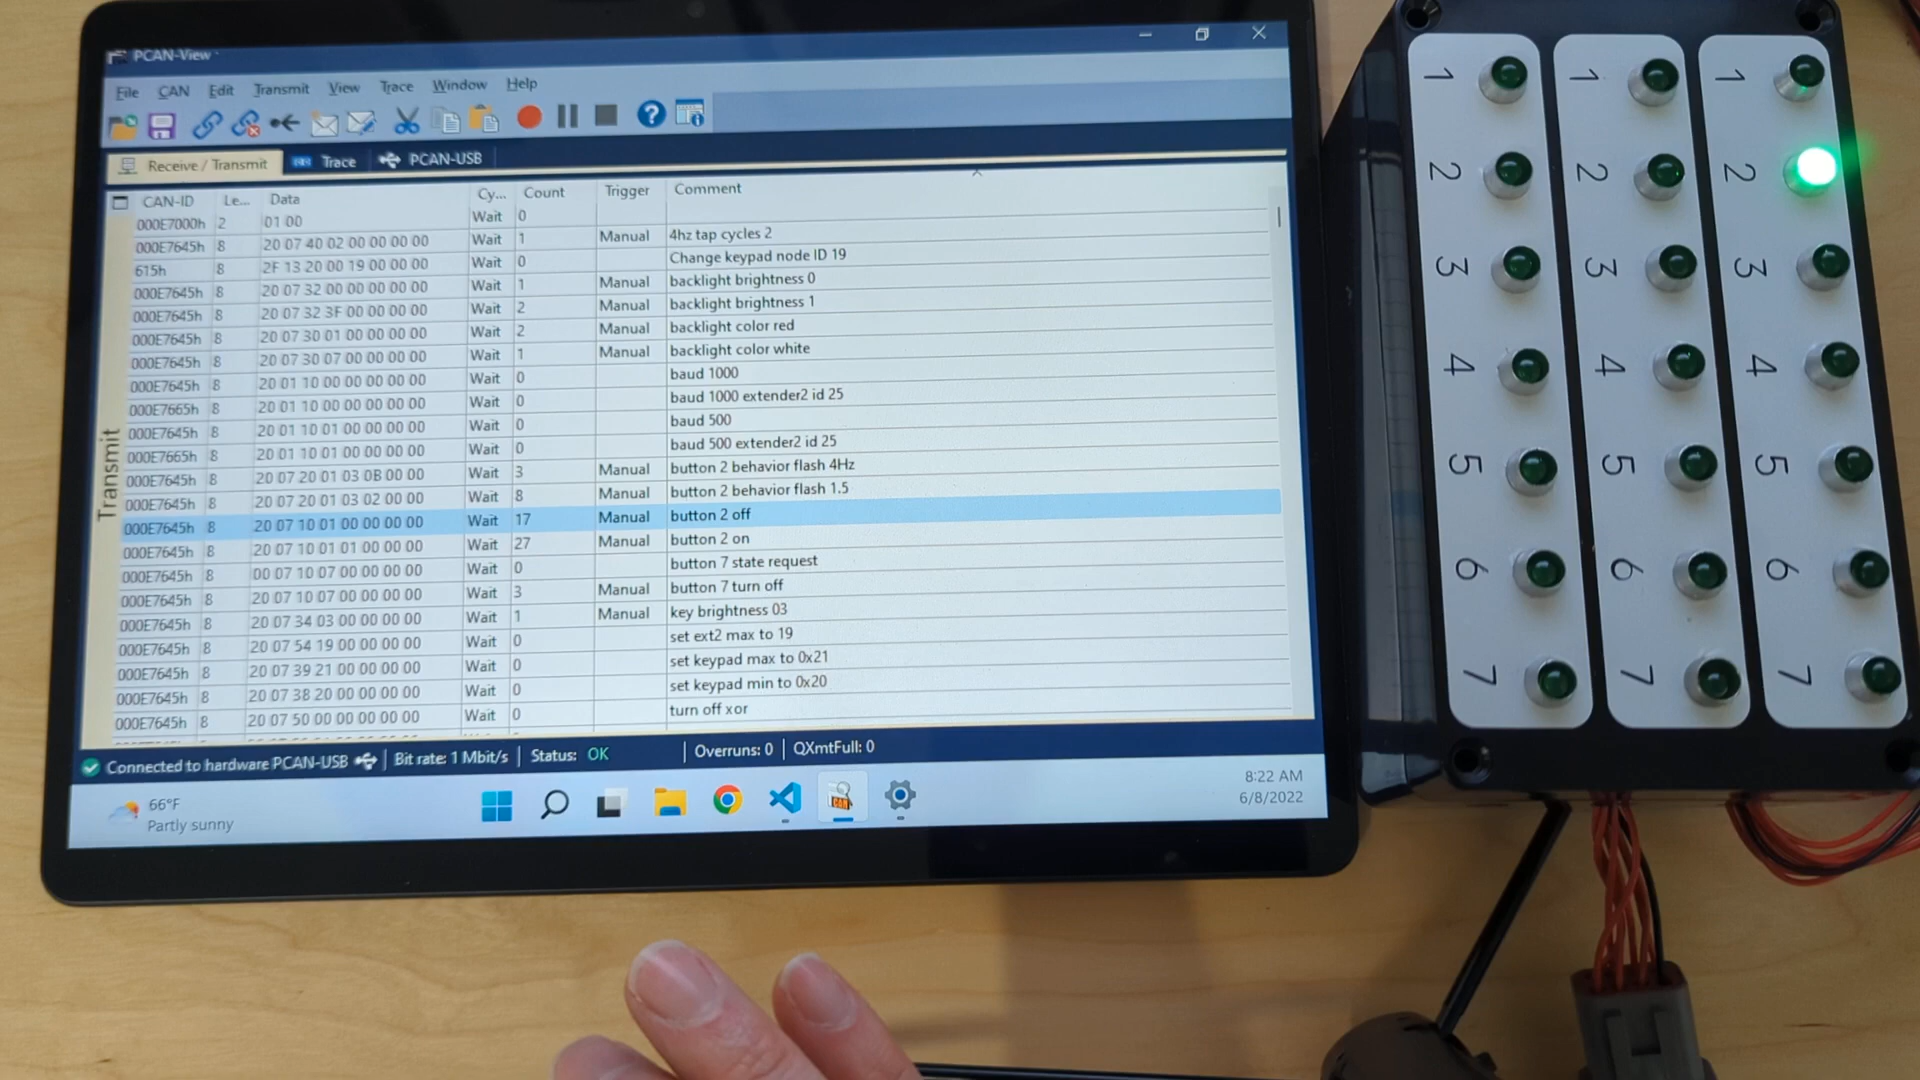 PCAN-View
File CAN Edit Transmit View Trace Window Help
Receive / Transmit Trace PCAN-USB
CAN-ID Le... Data Cy... Count Trigger Comment
000E7000h 2 01 00 Wait 0
000E7645h 8 20 07 40 02 00 00 00 00 Wait 1 Manual 4hz tap cycles 2
615h 8 2F 13 20 00 19 00 00 00 Wait 0 Change keypad node ID 19
000E7645h 8 20 07 32 00 00 00 00 00 Wait 1 Manual backlight brightness 0
000E7645h 8 20 07 32 3F 00 00 00 00 Wait 2 Manual backlight brightness 1
000E7645h 8 20 07 30 01 00 00 00 00 Wait 2 Manual backlight color red
000E7645h 8 20 07 30 07 00 00 00 00 Wait 1 Manual backlight color white
000E7645h 8 20 01 10 00 00 00 00 00 Wait 0 baud 1000
000E7665h 8 20 01 10 00 00 00 00 00 Wait 0 baud 1000 extender2 id 25
000E7645h 8 20 01 10 01 00 00 00 00 Wait 0 baud 500
000E7665h 8 20 01 10 01 00 00 00 00 Wait 0 baud 500 extender2 id 25
000E7645h 8 20 07 20 01 03 0B 00 00 Wait 3 Manual button 2 behavior flash 4Hz
000E7645h 8 20 07 20 01 03 02 00 00 Wait 8 Manual button 2 behavior flash 1.5
000E7645h 8 20 07 10 01 00 00 00 00 Wait 17 Manual button 2 off
000E7645h 8 20 07 10 01 01 00 00 00 Wait 27 Manual button 2 on
000E7645h 8 00 07 10 07 00 00 00 00 Wait 0 button 7 state request
000E7645h 8 20 07 10 07 00 00 00 00 Wait 3 Manual button 7 turn off
000E7645h 8 20 07 34 03 00 00 00 00 Wait 1 Manual key brightness 03
000E7645h 8 20 07 54 19 00 00 00 00 Wait 0 set ext2 max to 19
000E7645h 8 20 07 39 21 00 00 00 00 Wait 0 set keypad max to 0x21
000E7645h 8 20 07 38 20 00 00 00 00 Wait 0 set keypad min to 0x20
000E7645h 8 20 07 50 00 00 00 00 00 Wait 0 turn off xor
Transmit
Connected to hardware PCAN-USB Bit rate: 1 Mbit/s Status: OK Overruns: 0 QXmtFull: 0
66°F
Partly sunny
8:22 AM
6/8/2022
1 1 1
2 2 2
3 3 3
4 4 4
5 5 5
6 6 6
7 7 7